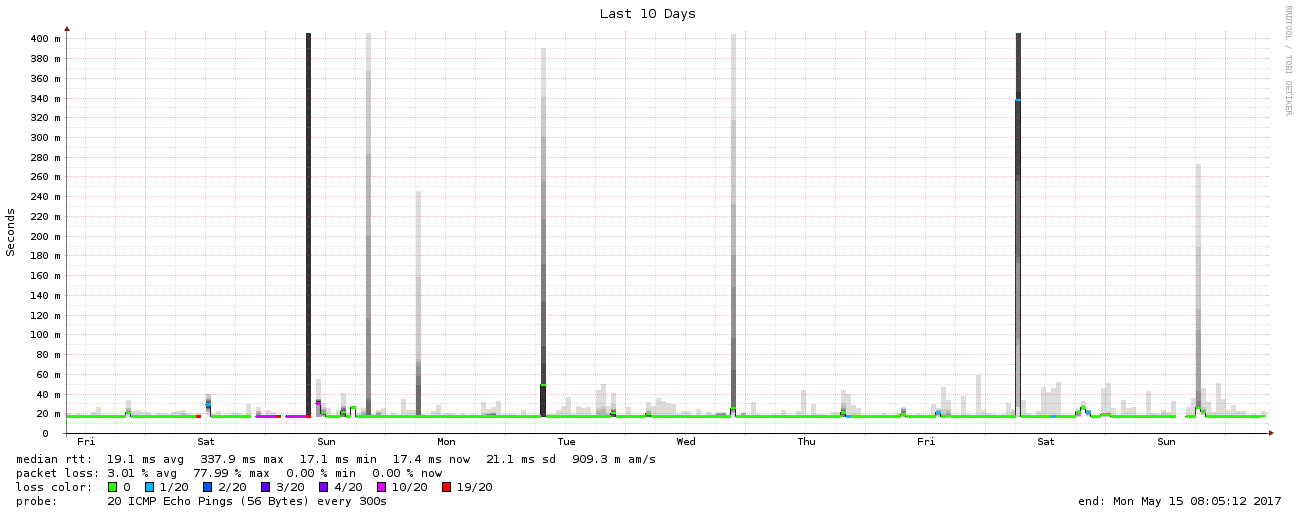 Last 10 Days
RRDTOOL / TOBI OETIKER
Seconds
400 m
380 m
360 m
340 m
320 m
300 m
280 m
260 m
240 m
220 m
200 m
180 m
160 m
140 m
120 m
100 m
80 m
60 m
40 m
20 m
0
Fri Sat Sun Mon Tue Wed Thu Fri Sat Sun
median rtt: 19.1 ms avg 337.9 ms max 17.1 ms min 17.4 ms now 21.1 ms sd 909.3 m am/s
packet loss: 3.01 % avg 77.99 % max 0.00 % min 0.00 % now
loss color: 0 1/20 2/20 3/20 4/20 10/20 19/20
probe: 20 ICMP Echo Pings (56 Bytes) every 300s end: Mon May 15 08:05:12 2017